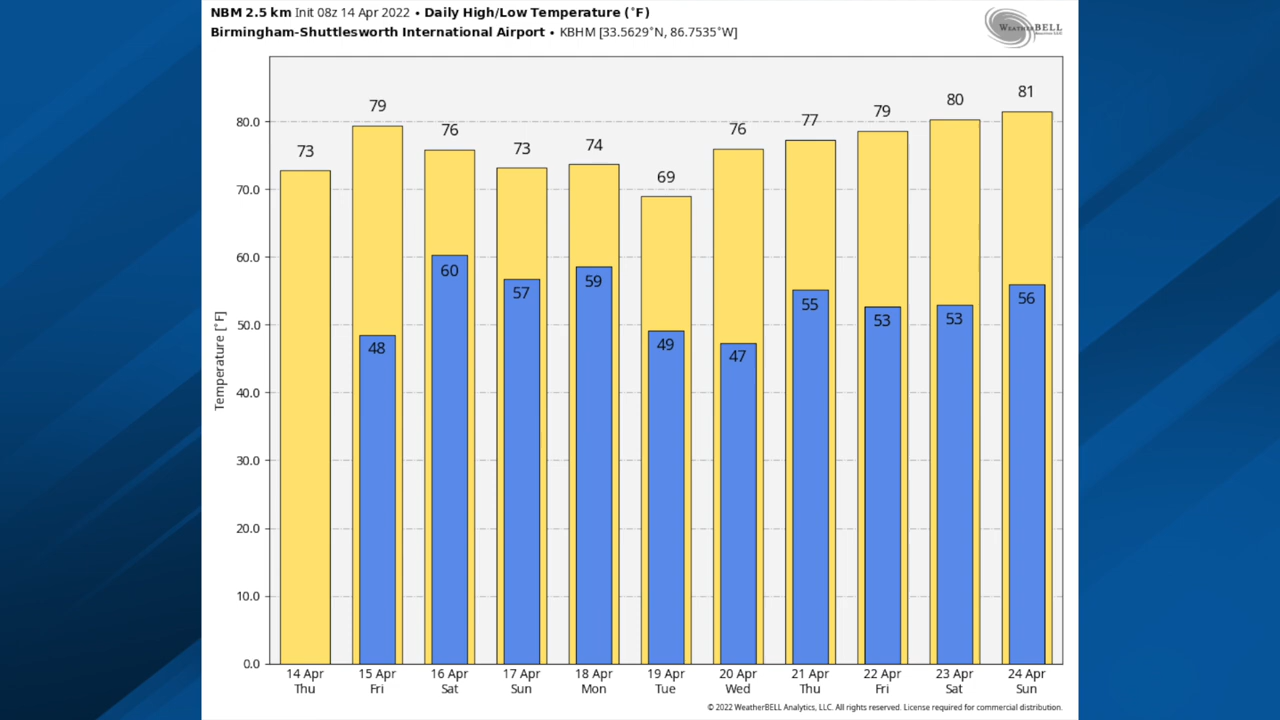 NBM 2.5 km Init 08z 14 Apr 2022 • Daily High/Low Temperature (˚F)
Birmingham-Shuttlesworth International Airport • KBHM [33.5629˚N, 86.7535˚W]
WEATHERBELL
Analytics LLC
Temperature [˚F]
80.0
70.0
60.0
50.0
40.0
30.0
20.0
10.0
0.0
73 79 76 73 74 69 76 77 79 80 81
48 60 57 59 49 47 55 53 53 56
14 Apr 15 Apr 16 Apr 17 Apr 18 Apr 19 Apr 20 Apr 21 Apr 22 Apr 23 Apr 24 Apr
Thu Fri Sat Sun Mon Tue Wed Thu Fri Sat Sun
© 2022 WeatherBELL Analytics, LLC. All rights reserved. License required for commercial distribution.